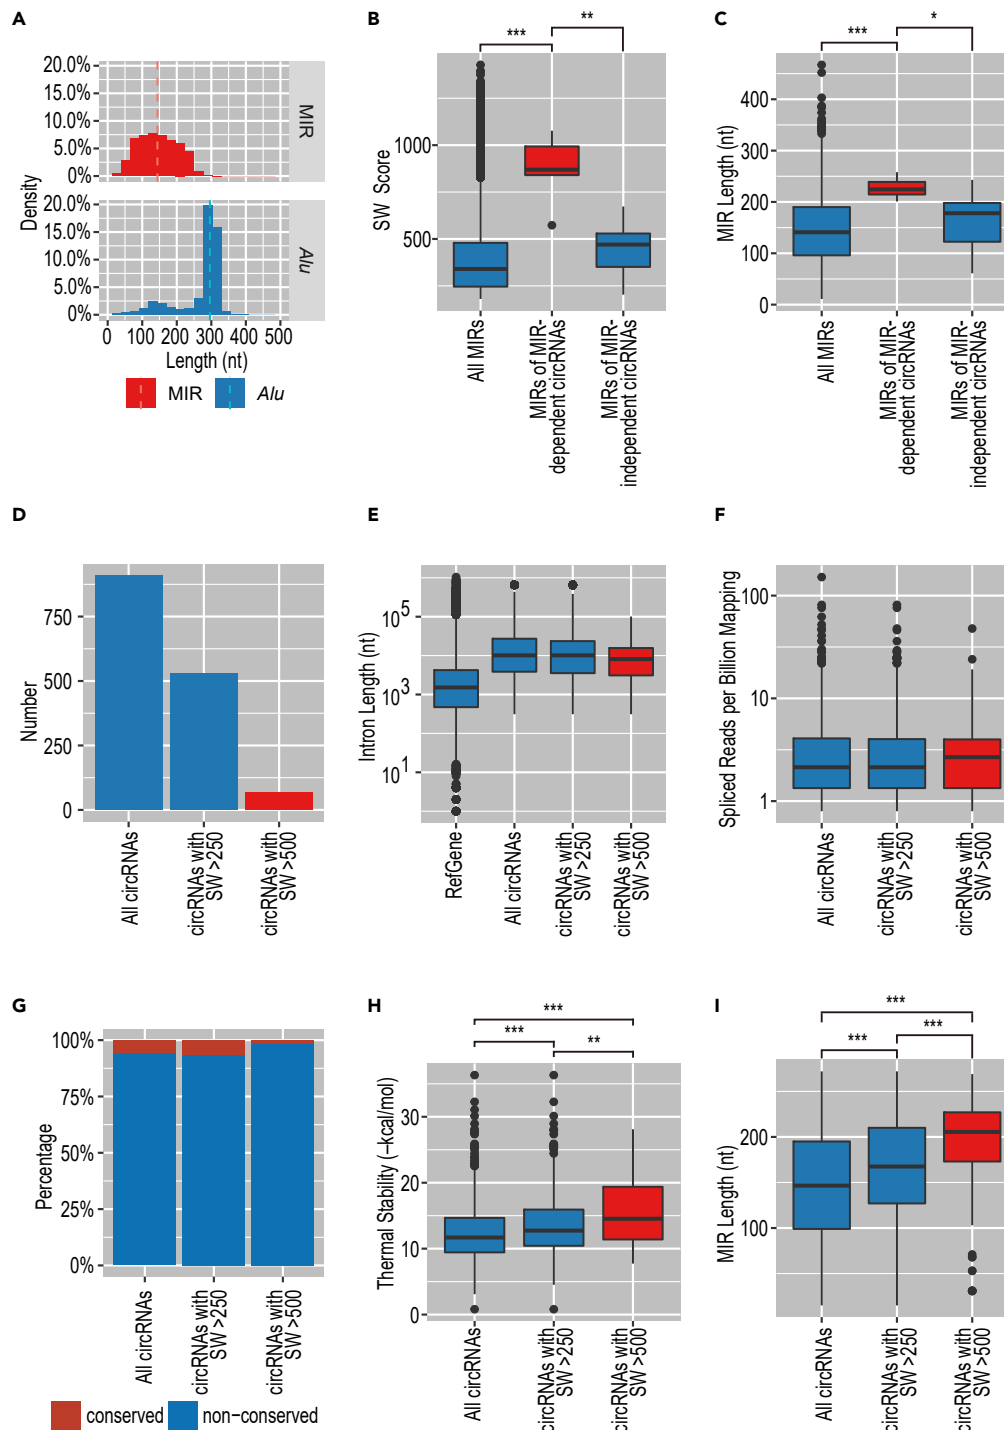 A
20.0%
15.0%
10.0%
5.0%
0%
MIR
20.0%
15.0%
10.0%
5.0%
0%
Alu
Density
0 100 200 300 400 500
Length (nt)
MIR Alu
B
*** **
1000
500
SW Score
All MIRs
MIRs of MIR-
dependent circRNAs
MIRs of MIR-
independent circRNAs
C
*** *
400
300
200
100
0
MIR Length (nt)
All MIRs
MIRs of MIR-
dependent circRNAs
MIRs of MIR-
independent circRNAs
D
750
500
250
0
Number
All circRNAs
circRNAs with
SW >250
circRNAs with
SW >500
E
10⁵
10³
10¹
Intron Length (nt)
RefGene
All circRNAs
circRNAs with
SW >250
circRNAs with
SW >500
F
100
10
1
Spliced Reads per Billion Mapping
All circRNAs
circRNAs with
SW >250
circRNAs with
SW >500
G
100%
75%
50%
25%
0%
Percentage
All circRNAs
circRNAs with
SW >250
circRNAs with
SW >500
conserved non−conserved
H
***
*** **
30
20
10
0
Thermal Stability (−kcal/mol)
All circRNAs
circRNAs with
SW >250
circRNAs with
SW >500
I
***
*** ***
200
100
MIR Length (nt)
All circRNAs
circRNAs with
SW >250
circRNAs with
SW >500